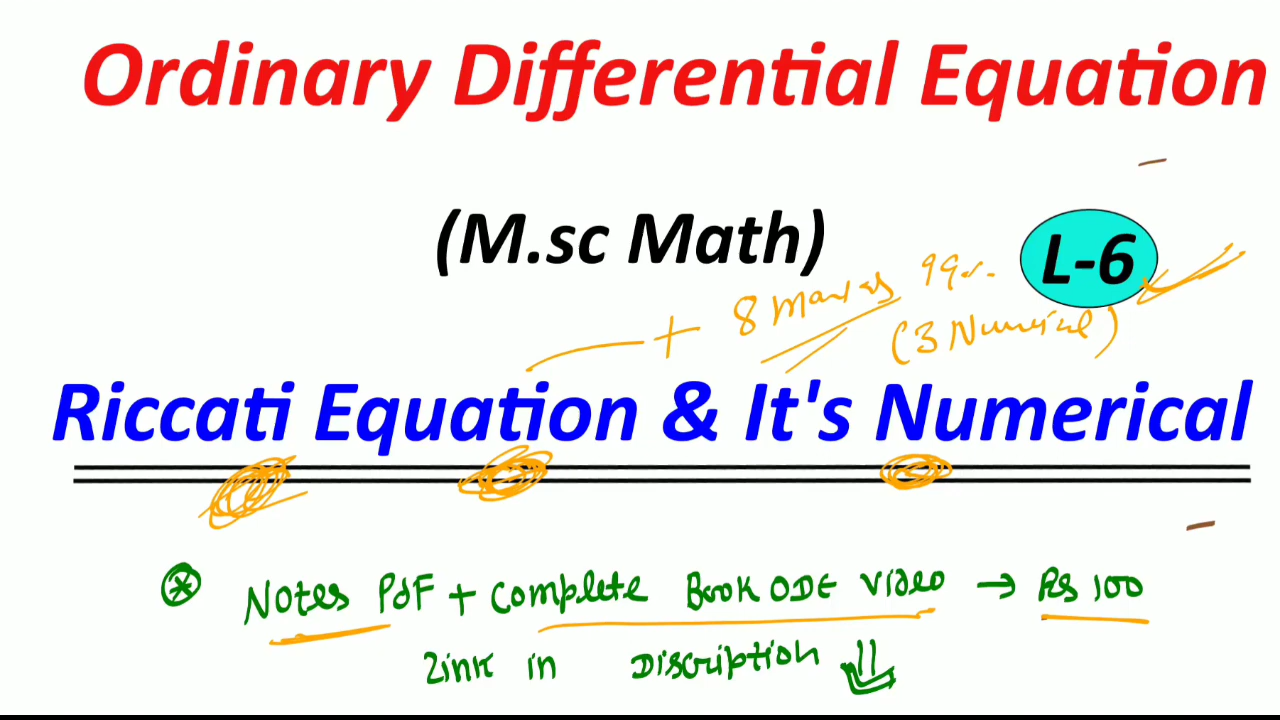 Ordinary Differential Equation
(M.sc Math)
L-6
+ 8 Marks 99%
(3 Numerical)
Riccati Equation & It's Numerical
* Notes Pdf + Complete Book ODE Video → Rs 100
Link in Discription